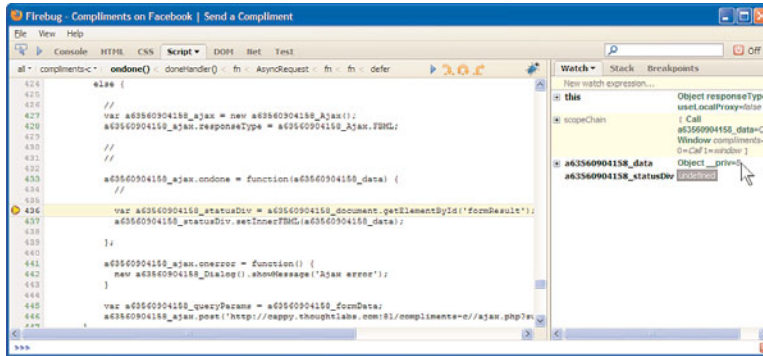 Firebug - Compliments on Facebook | Send a Compliment
File View Help
Console HTML CSS Script DOM Net Test
Off
all compliments-c ondone() < doneHandler() < fn < AsyncRequest < fn < fn < defer
Watch Stack Breakpoints
New watch expression...
424 else {
425
426 //
427 var a63560904158_ajax = new a63560904158_Ajax();
428 a63560904158_ajax.responseType = a63560904158_Ajax.FBML;
429
430 //
431 //
432
433 a63560904158_ajax.ondone = function(a63560904158_data) {
434 //
435
436 var a63560904158_statusDiv = a63560904158_document.getElementById('formResult');
437 a63560904158_statusDiv.setInnerFBML(a63560904158_data);
438
439 };
440
441 a63560904158_ajax.onerror = function() {
442 new a63560904158_Dialog().showMessage('Ajax error');
443 }
444
445 var a63560904158_queryParams = a63560904158_formData;
446 a63560904158_ajax.post('http://cappy.thoughtlabs.com:81/compliments-c//ajax.php?
447
this Object responseType
useLocalProxy=false
scopeChain [ Call
a63560904158_data=
Window compliments-
0=Call 1=window ]
a63560904158_data Object __priv=
a63560904158_statusDiv undefined
>>>